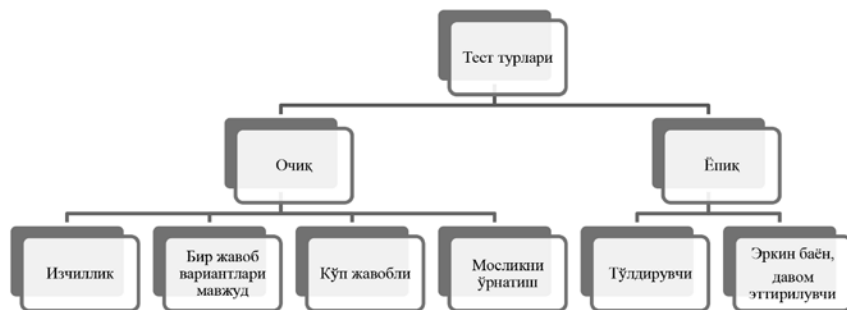 Тест турлари
Очиқ
Ёпиқ
Изчиллик
Бир жавоб
вариантлари
мавжуд
Кўп жавобли
Мосликни
ўрнатиш
Тўлдирувчи
Эркин баён,
давом
эттирилувчи